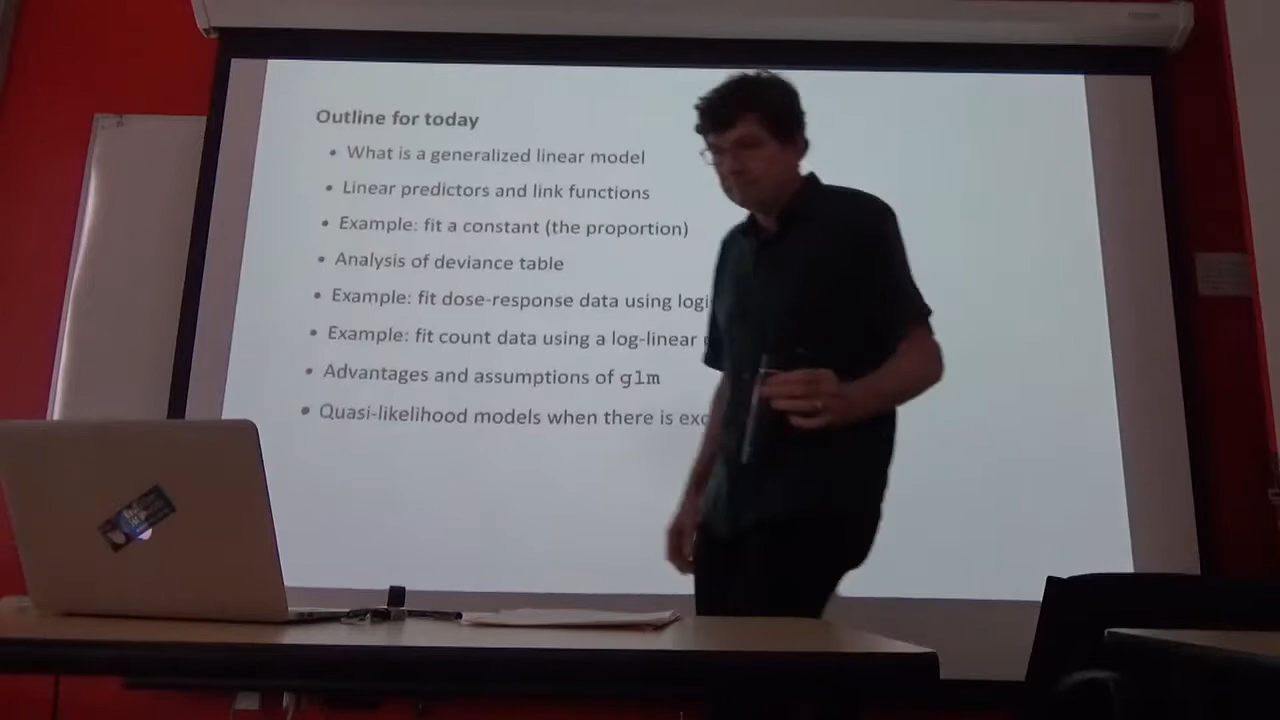 Outline for today
• What is a generalized linear model
• Linear predictors and link functions
• Example: fit a constant (the proportion)
• Analysis of deviance table
• Example: fit dose-response data using logi
• Example: fit count data using a log-linear
• Advantages and assumptions of glm
• Quasi-likelihood models when there is exc